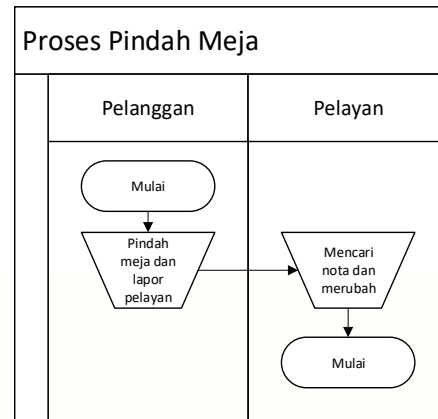 Proses Pindah Meja
Pelanggan
Pelayan
Mulai
Pindah
meja dan
lapor
pelayan
Mencari
nota dan
merubah
Mulai